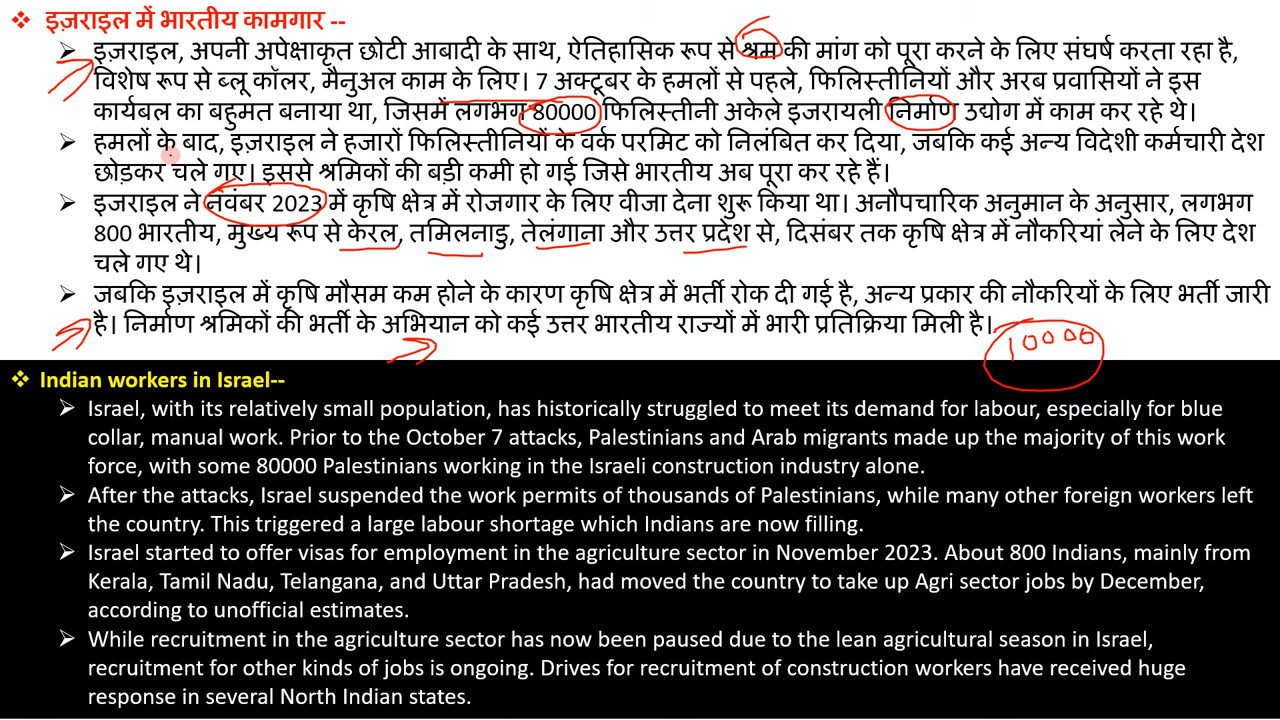 ❖ इज़राइल में भारतीय कामगार --
➢ इज़राइल, अपनी अपेक्षाकृत छोटी आबादी के साथ, ऐतिहासिक रूप से श्रम की मांग को पूरा करने के लिए संघर्ष करता रहा है,
विशेष रूप से ब्लू कॉलर, मैनुअल काम के लिए। 7 अक्टूबर के हमलों से पहले, फिलिस्तीनियों और अरब प्रवासियों ने इस
कार्यबल का बहुमत बनाया था, जिसमें लगभग 80000 फिलिस्तीनी अकेले इजरायली निर्माण उद्योग में काम कर रहे थे।
➢ हमलों के बाद, इज़राइल ने हजारों फिलिस्तीनियों के वर्क परमिट को निलंबित कर दिया, जबकि कई अन्य विदेशी कर्मचारी देश
छोड़कर चले गए। इससे श्रमिकों की बड़ी कमी हो गई जिसे भारतीय अब पूरा कर रहे हैं।
➢ इजराइल ने नवंबर 2023 में कृषि क्षेत्र में रोजगार के लिए वीजा देना शुरू किया था। अनौपचारिक अनुमान के अनुसार, लगभग
800 भारतीय, मुख्य रूप से केरल, तमिलनाडु, तेलंगाना और उत्तर प्रदेश से, दिसंबर तक कृषि क्षेत्र में नौकरियां लेने के लिए देश
चले गए थे।
➢ जबकि इज़राइल में कृषि मौसम कम होने के कारण कृषि क्षेत्र में भर्ती रोक दी गई है, अन्य प्रकार की नौकरियों के लिए भर्ती जारी
है। निर्माण श्रमिकों की भर्ती के अभियान को कई उत्तर भारतीय राज्यों में भारी प्रतिक्रिया मिली है।
10000
❖ Indian workers in Israel--
➢ Israel, with its relatively small population, has historically struggled to meet its demand for labour, especially for blue
collar, manual work. Prior to the October 7 attacks, Palestinians and Arab migrants made up the majority of this work
force, with some 80000 Palestinians working in the Israeli construction industry alone.
➢ After the attacks, Israel suspended the work permits of thousands of Palestinians, while many other foreign workers left
the country. This triggered a large labour shortage which Indians are now filling.
➢ Israel started to offer visas for employment in the agriculture sector in November 2023. About 800 Indians, mainly from
Kerala, Tamil Nadu, Telangana, and Uttar Pradesh, had moved the country to take up Agri sector jobs by December,
according to unofficial estimates.
➢ While recruitment in the agriculture sector has now been paused due to the lean agricultural season in Israel,
recruitment for other kinds of jobs is ongoing. Drives for recruitment of construction workers have received huge
response in several North Indian states.